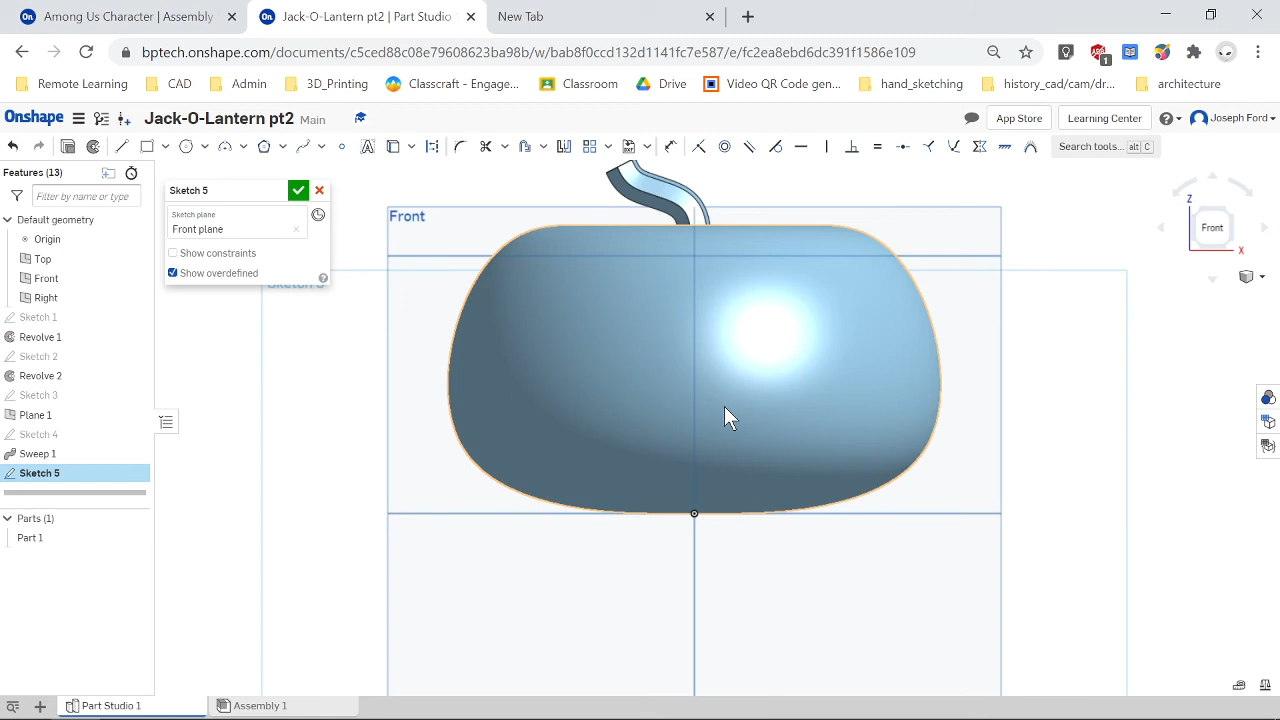 Among Us Character | Assembly
Jack-O-Lantern pt2 | Part Studio
New Tab
bptech.onshape.com/documents/c5ced88c08e79608623ba98b/w/bab8f0ccd132d1141fc7e587/e/fc2ea8ebd6dc391f1586e109
Remote Learning
CAD
Admin
3D_Printing
Classcraft - Engage...
Classroom
Drive
Video QR Code gen...
hand_sketching
history_cad/cam/dr...
architecture
Onshape
Jack-O-Lantern pt2 Main
App Store
Learning Center
Joseph Ford
Search tools... alt C
Features (13)
Filter by name or type
Default geometry
Origin
Top
Front
Right
Sketch 1
Revolve 1
Sketch 2
Revolve 2
Sketch 3
Plane 1
Sketch 4
Sweep 1
Sketch 5
Parts (1)
Part 1
Sketch 5
Sketch plane
Front plane
Show constraints
Show overdefined
Front
Z
Front
X
Part Studio 1
Assembly 1